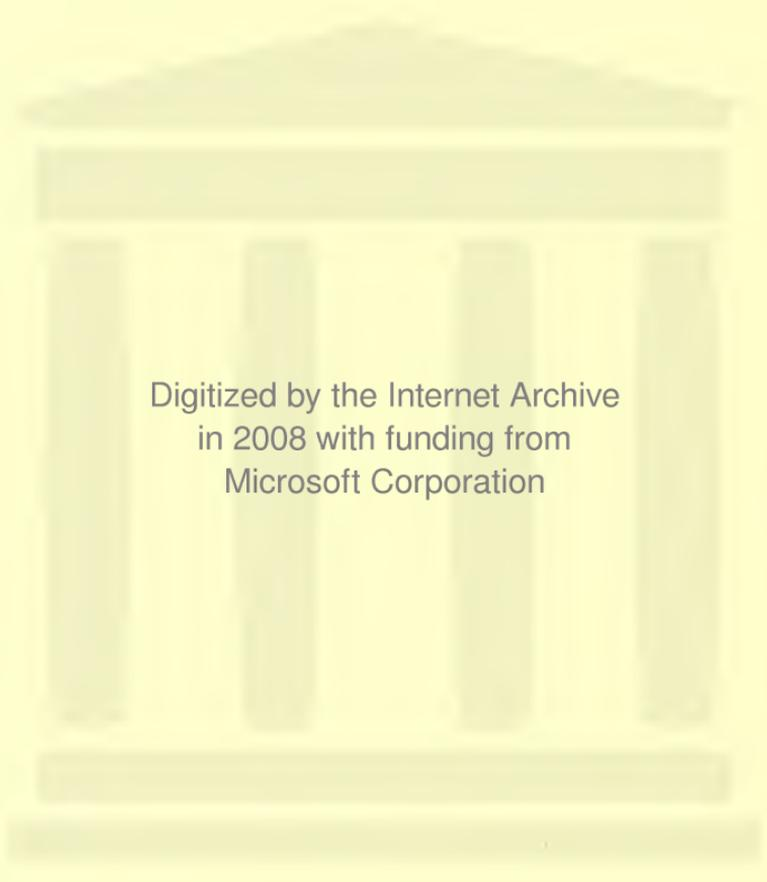 Digitized by the Internet Archive
in 2008 with funding from
Microsoft Corporation